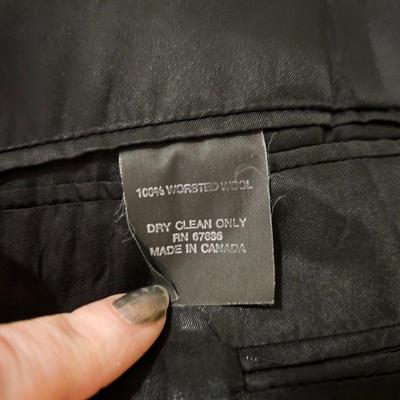 100% WORSTED WOOL
DRY CLEAN ONLY
RN 67636
MADE IN CANADA